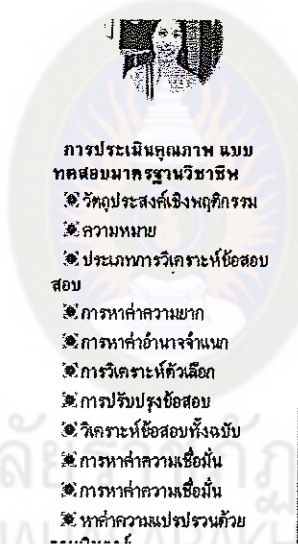 การประเมินคุณภาพ แบบ
ทดสอบมาตรฐานวิชาชีพ
วัตถุประสงค์เชิงพฤติกรรม
ความหมาย
ประเภทการวิเคราะห์ข้อสอบ
สอบ
การหาค่าความยาก
การหาค่าอำนาจจำแนก
การวิเคราะห์ตัวเลือก
การปรับปรุงข้อสอบ
วิเคราะห์ข้อสอบทั้งฉบับ
การหาค่าความเชื่อมั่น
การหาค่าความเชื่อมั่น
หาค่าความแปรปรวนด้วย